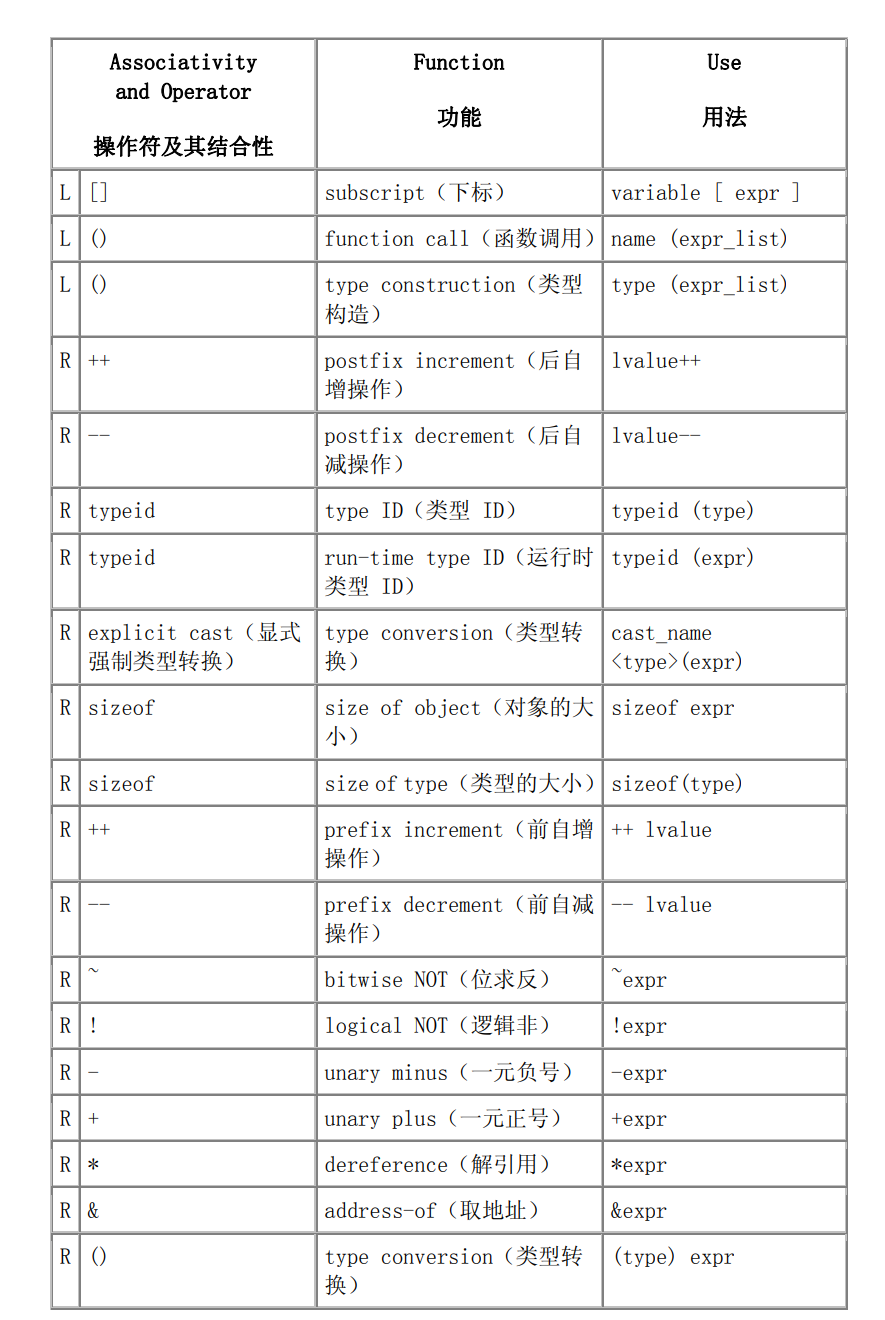 Associativity Function Use
and Operator
功能 用法
操作符及其结合性
L [] subscript（下标） variable [ expr ]
L () function call（函数调用） name (expr_list)
L () type construction（类型 type (expr_list)
构造）
R ++ postfix increment（后自 lvalue++
增操作）
R -- postfix decrement（后自 lvalue--
减操作）
R typeid type ID（类型 ID） typeid (type)
R typeid run-time type ID（运行时 typeid (expr)
类型 ID）
R explicit cast（显式 type conversion（类型转 cast_name
强制类型转换） 换） <type>(expr)
R sizeof size of object（对象的大 sizeof expr
小）
R sizeof size of type（类型的大小） sizeof(type)
R ++ prefix increment（前自增 ++ lvalue
操作）
R -- prefix decrement（前自减 -- lvalue
操作）
R ~ bitwise NOT（位求反） ~expr
R ! logical NOT（逻辑非） !expr
R - unary minus（一元负号） -expr
R + unary plus（一元正号） +expr
R * dereference（解引用） *expr
R & address-of（取地址） &expr
R () type conversion（类型转 (type) expr
换）